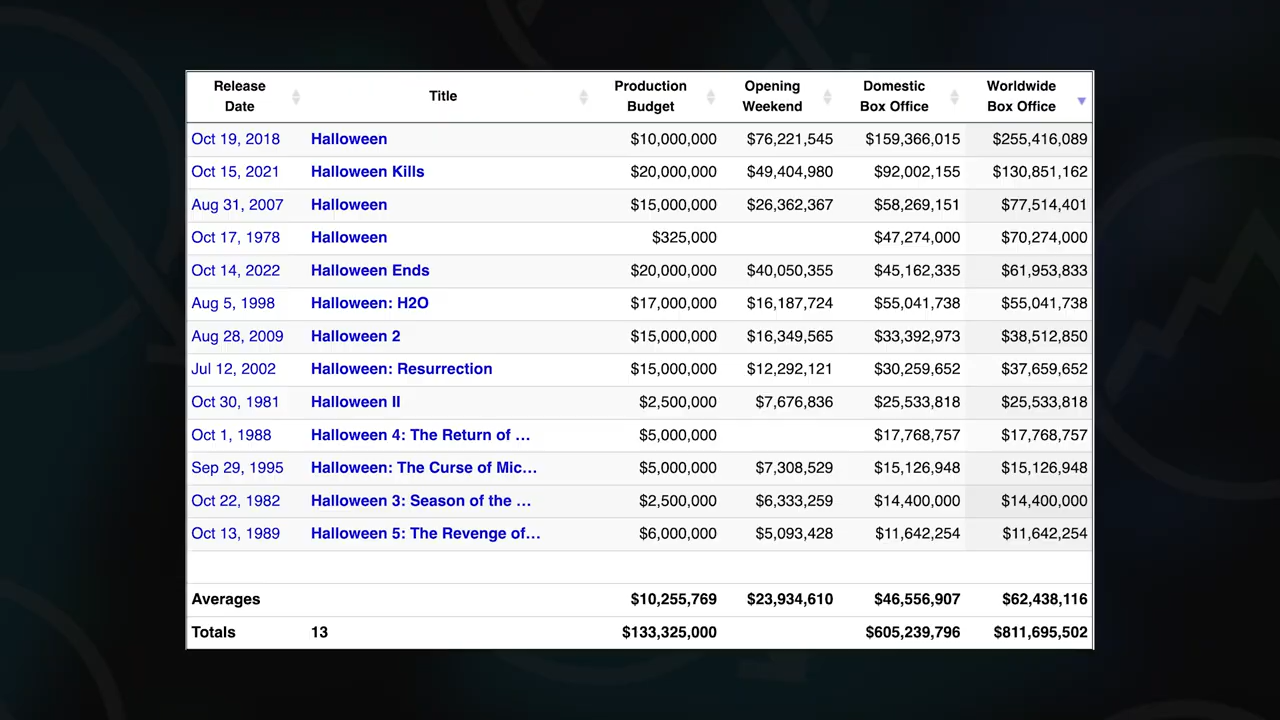 Release Date Title Production Budget Opening Weekend Domestic Box Office Worldwide Box Office
Oct 19, 2018 Halloween $10,000,000 $76,221,545 $159,366,015 $255,416,089
Oct 15, 2021 Halloween Kills $20,000,000 $49,404,980 $92,002,155 $130,851,162
Aug 31, 2007 Halloween $15,000,000 $26,362,367 $58,269,151 $77,514,401
Oct 17, 1978 Halloween $325,000 $47,274,000 $70,274,000
Oct 14, 2022 Halloween Ends $20,000,000 $40,050,355 $45,162,335 $61,953,833
Aug 5, 1998 Halloween: H2O $17,000,000 $16,187,724 $55,041,738 $55,041,738
Aug 28, 2009 Halloween 2 $15,000,000 $16,349,565 $33,392,973 $38,512,850
Jul 12, 2002 Halloween: Resurrection $15,000,000 $12,292,121 $30,259,652 $37,659,652
Oct 30, 1981 Halloween II $2,500,000 $7,676,836 $25,533,818 $25,533,818
Oct 1, 1988 Halloween 4: The Return of … $5,000,000 $17,768,757 $17,768,757
Sep 29, 1995 Halloween: The Curse of Mic… $5,000,000 $7,308,529 $15,126,948 $15,126,948
Oct 22, 1982 Halloween 3: Season of the … $2,500,000 $6,333,259 $14,400,000 $14,400,000
Oct 13, 1989 Halloween 5: The Revenge of… $6,000,000 $5,093,428 $11,642,254 $11,642,254
Averages $10,255,769 $23,934,610 $46,556,907 $62,438,116
Totals 13 $133,325,000 $605,239,796 $811,695,502